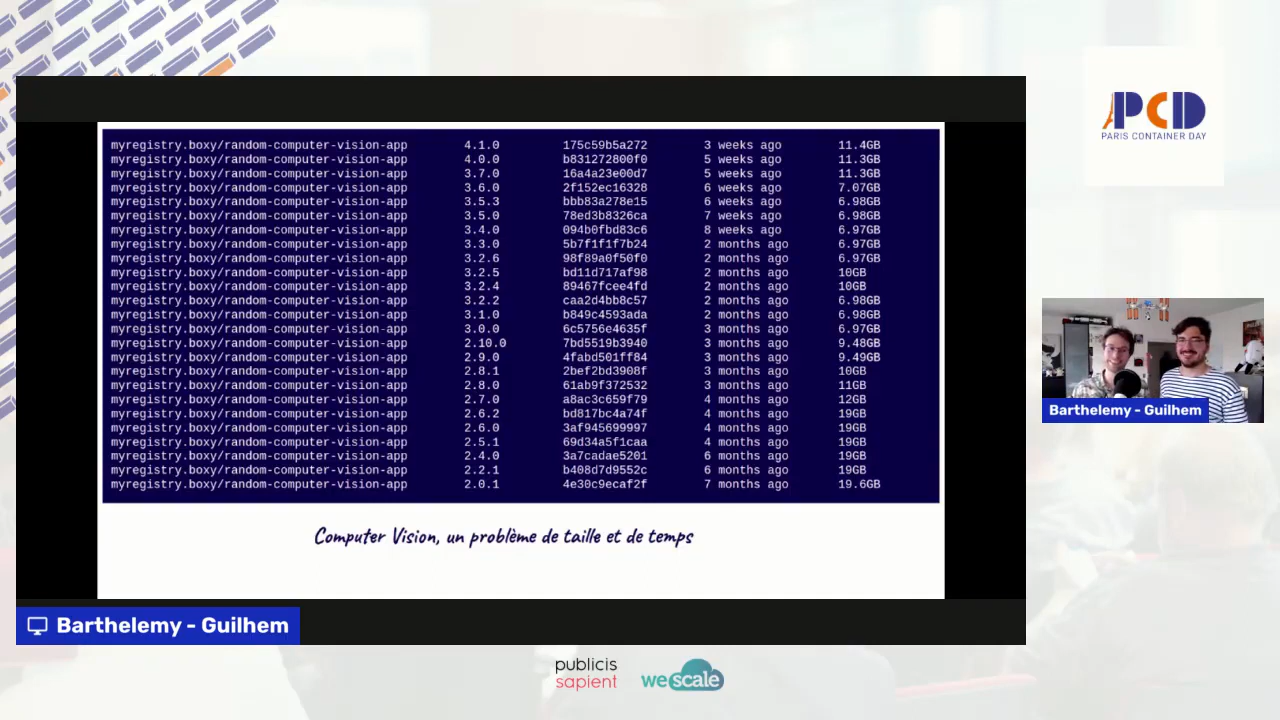 myregistry.boxy/random-computer-vision-app 4.1.0 175c59b5a272 3 weeks ago 11.4GB
myregistry.boxy/random-computer-vision-app 4.0.0 b831272800f0 5 weeks ago 11.3GB
myregistry.boxy/random-computer-vision-app 3.7.0 16a4a23e00d7 5 weeks ago 11.3GB
myregistry.boxy/random-computer-vision-app 3.6.0 2f152ec16328 6 weeks ago 7.07GB
myregistry.boxy/random-computer-vision-app 3.5.3 bbb83a278e15 6 weeks ago 6.98GB
myregistry.boxy/random-computer-vision-app 3.5.0 78ed3b8326ca 7 weeks ago 6.98GB
myregistry.boxy/random-computer-vision-app 3.4.0 094b0fbd83c6 8 weeks ago 6.97GB
myregistry.boxy/random-computer-vision-app 3.3.0 5b7f1f1f7b24 2 months ago 6.97GB
myregistry.boxy/random-computer-vision-app 3.2.6 98f89a0f50f0 2 months ago 6.97GB
myregistry.boxy/random-computer-vision-app 3.2.5 bd11d717af98 2 months ago 10GB
myregistry.boxy/random-computer-vision-app 3.2.4 89467fcee4fd 2 months ago 10GB
myregistry.boxy/random-computer-vision-app 3.2.2 caa2d4bb8c57 2 months ago 6.98GB
myregistry.boxy/random-computer-vision-app 3.1.0 b849c4593ada 2 months ago 6.98GB
myregistry.boxy/random-computer-vision-app 3.0.0 6c5756e4635f 3 months ago 6.97GB
myregistry.boxy/random-computer-vision-app 2.10.0 7bd5519b3940 3 months ago 9.48GB
myregistry.boxy/random-computer-vision-app 2.9.0 4fabd501ff84 3 months ago 9.49GB
myregistry.boxy/random-computer-vision-app 2.8.1 2bef2bd3908f 3 months ago 10GB
myregistry.boxy/random-computer-vision-app 2.8.0 61ab9f372532 3 months ago 11GB
myregistry.boxy/random-computer-vision-app 2.7.0 a8ac3c659f79 4 months ago 12GB
myregistry.boxy/random-computer-vision-app 2.6.2 bd817bc4a74f 4 months ago 19GB
myregistry.boxy/random-computer-vision-app 2.6.0 3af945699997 4 months ago 19GB
myregistry.boxy/random-computer-vision-app 2.5.1 69d34a5f1caa 4 months ago 19GB
myregistry.boxy/random-computer-vision-app 2.4.0 3a7cadae5201 6 months ago 19GB
myregistry.boxy/random-computer-vision-app 2.2.1 b408d7d9552c 6 months ago 19GB
myregistry.boxy/random-computer-vision-app 2.0.1 4e30c9ecaf2f 7 months ago 19.6GB
Computer Vision, un problème de taille et de temps
Barthelemy - Guilhem
PCD
PARIS CONTAINER DAY
Barthelemy - Guilhem
publicis
sapient
wescale